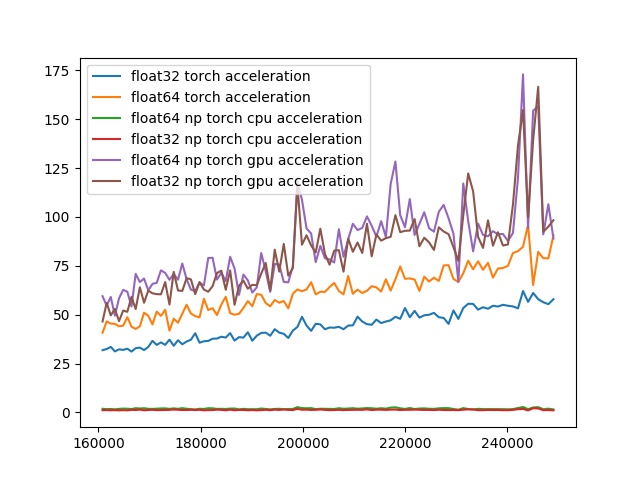 float32 torch acceleration
float64 torch acceleration
float64 np torch cpu acceleration
float32 np torch cpu acceleration
float64 np torch gpu acceleration
float32 np torch gpu acceleration
175
150
125
100
75
50
25
0
160000 180000 200000 220000 240000